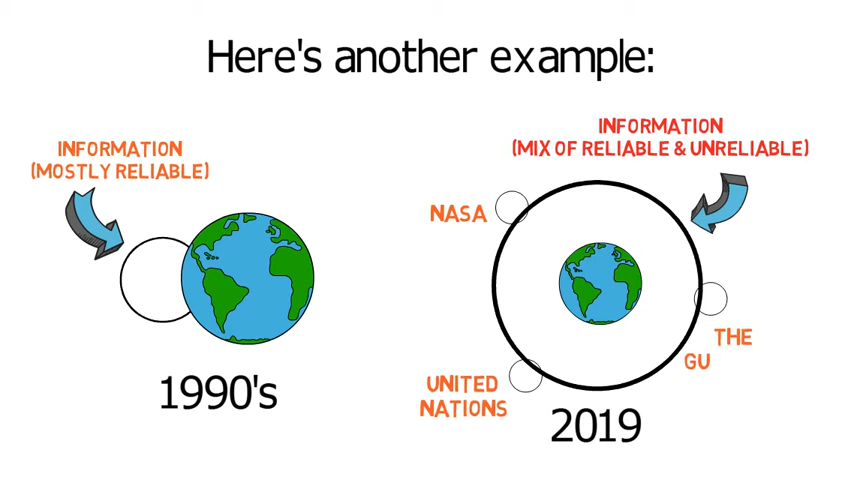 Here's another example:
INFORMATION
(MOSTLY RELIABLE)
1990's
INFORMATION
(MIX OF RELIABLE & UNRELIABLE)
NASA
THE
GU
UNITED
NATIONS
2019